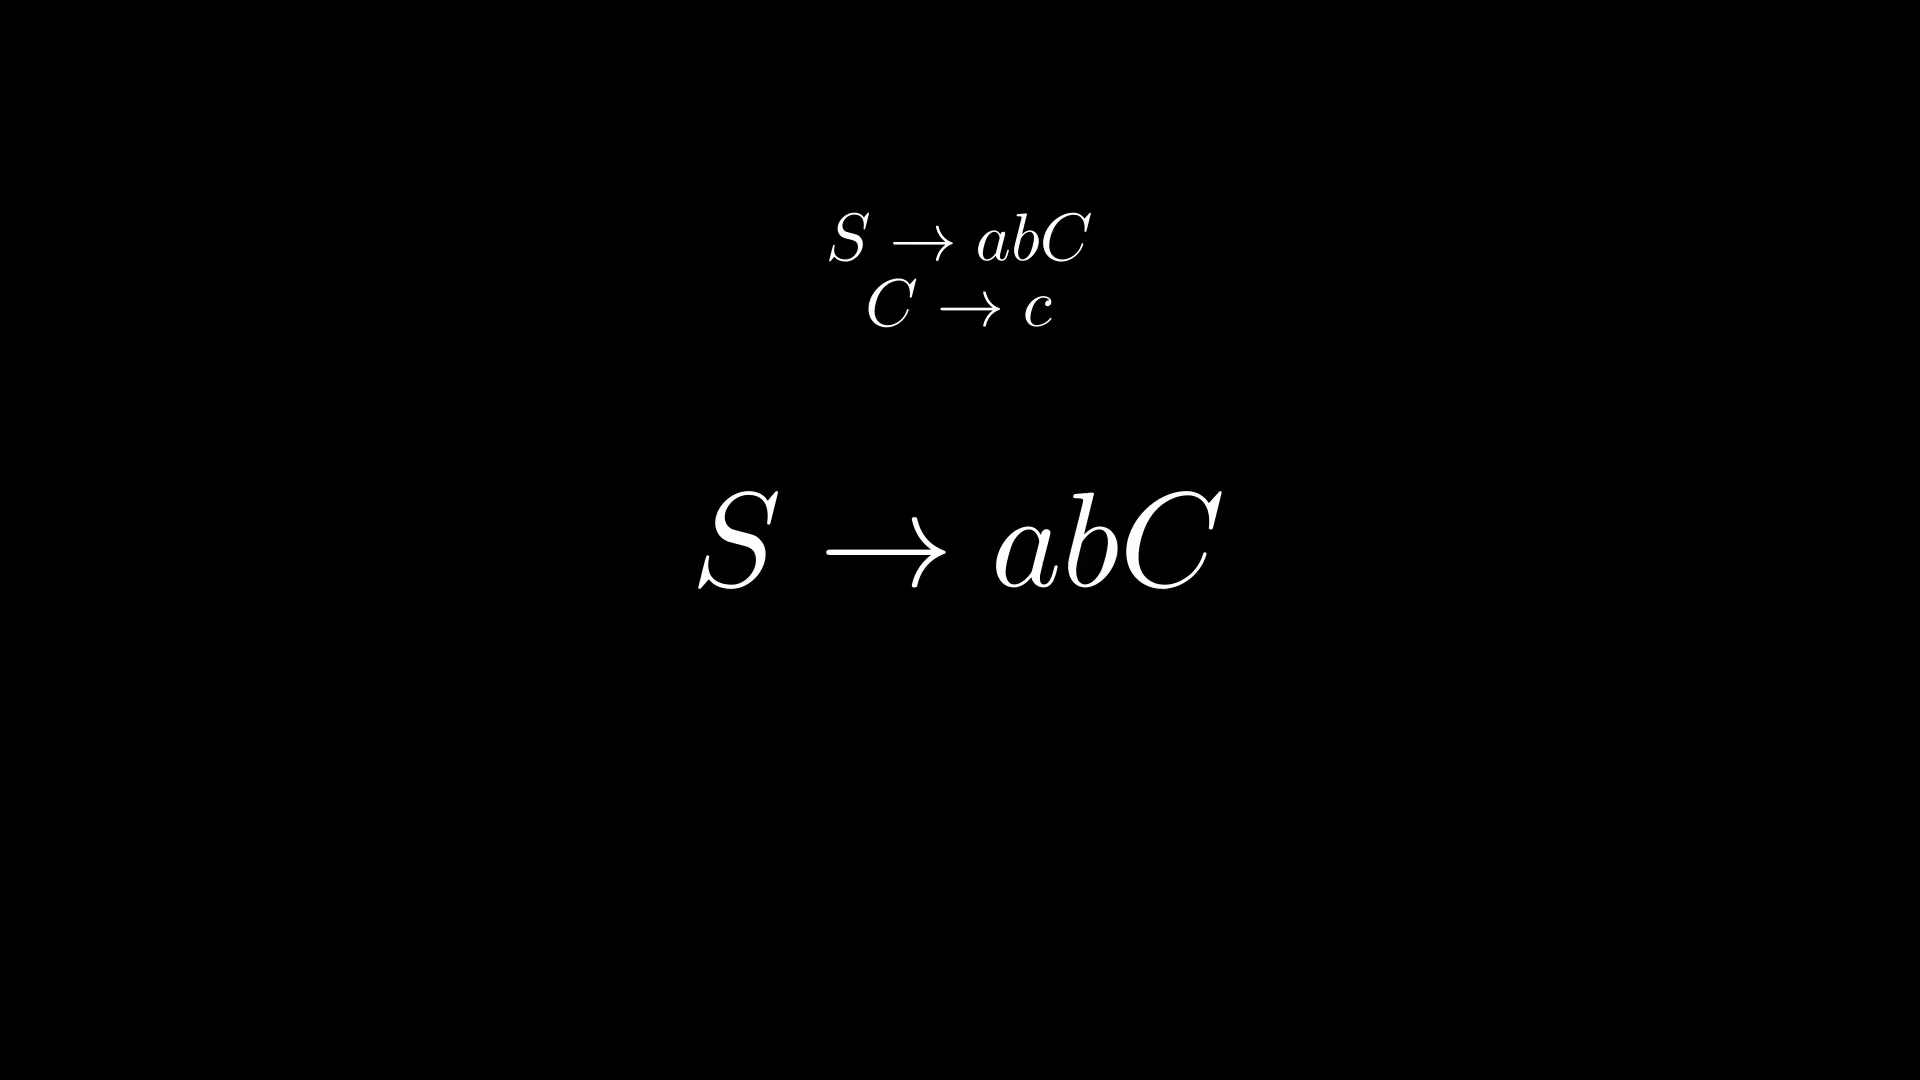 S → abC
C → c
S → abC